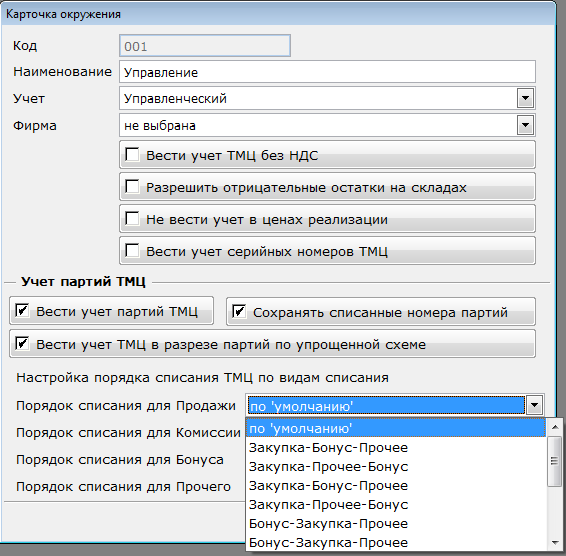 Карточка окружения
Код 001
Наименование Управление
Учет Управленческий
Фирма не выбрана
Вести учет ТМЦ без НДС
Разрешить отрицательные остатки на складах
Не вести учет в ценах реализации
Вести учет серийных номеров ТМЦ
Учет партий ТМЦ
Вести учет партий ТМЦ Сохранять списанные номера партий
Вести учет ТМЦ в разрезе партий по упрощенной схеме
Настройка порядка списания ТМЦ по видам списания
Порядок списания для Продажи по 'умолчанию'
Порядок списания для Комиссии по 'умолчанию'
Закупка-Бонус-Прочее
Порядок списания для Бонуса Закупка-Прочее-Бонус
Закупка-Бонус-Прочее
Порядок списания для Прочего Закупка-Прочее-Бонус
Бонус-Закупка-Прочее
Бонус-Закупка-Прочее